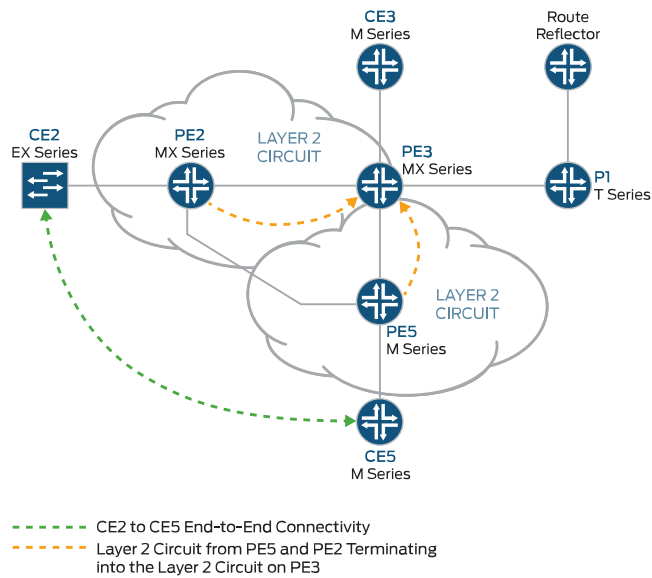 CE3
M Series
Route
Reflector
CE2
EX Series
PE2
MX Series
LAYER 2
CIRCUIT
PE3
MX Series
P1
T Series
LAYER 2
CIRCUIT
PE5
M Series
CE5
M Series
CE2 to CE5 End-to-End Connectivity
Layer 2 Circuit from PE5 and PE2 Terminating
into the Layer 2 Circuit on PE3